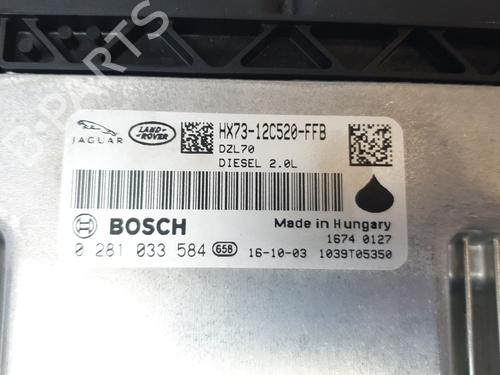 B-PARTS
JAGUAR
LAND-
ROVER
HX73-12C520-FFB
DZL70
DIESEL 2.0L
BOSCH
Made in Hungary
1674 0127
0 281 033 584 65B
16-10-03 1039T05350